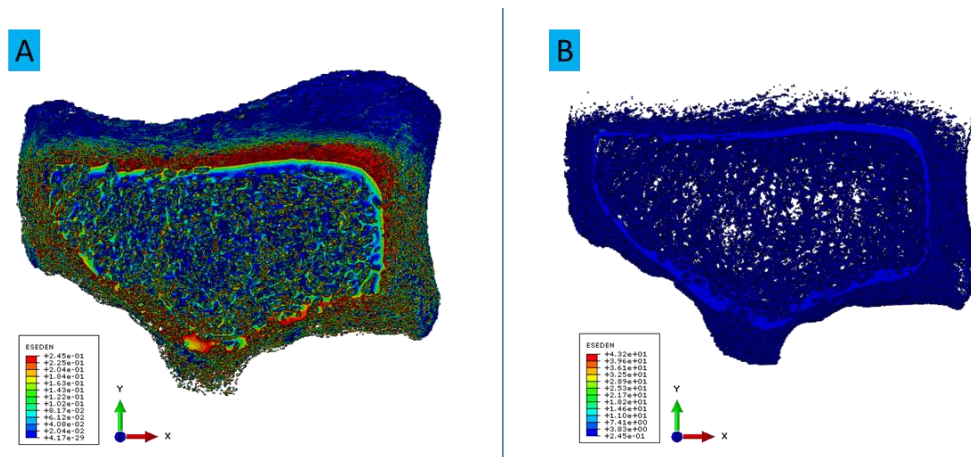 A
B
ESEDEN
+2.45e-01
+2.25e-01
+2.04e-01
+1.84e-01
+1.63e-01
+1.43e-01
+1.22e-01
+1.02e-01
+8.17e-02
+6.12e-02
+4.08e-02
+2.04e-02
+4.17e-29
Y
X
ESEDEN
+4.32e+01
+3.96e+01
+3.61e+01
+3.25e+01
+2.89e+01
+2.53e+01
+2.17e+01
+1.82e+01
+1.46e+01
+1.10e+01
+7.41e+00
+3.83e+00
+2.45e-01
Y
X